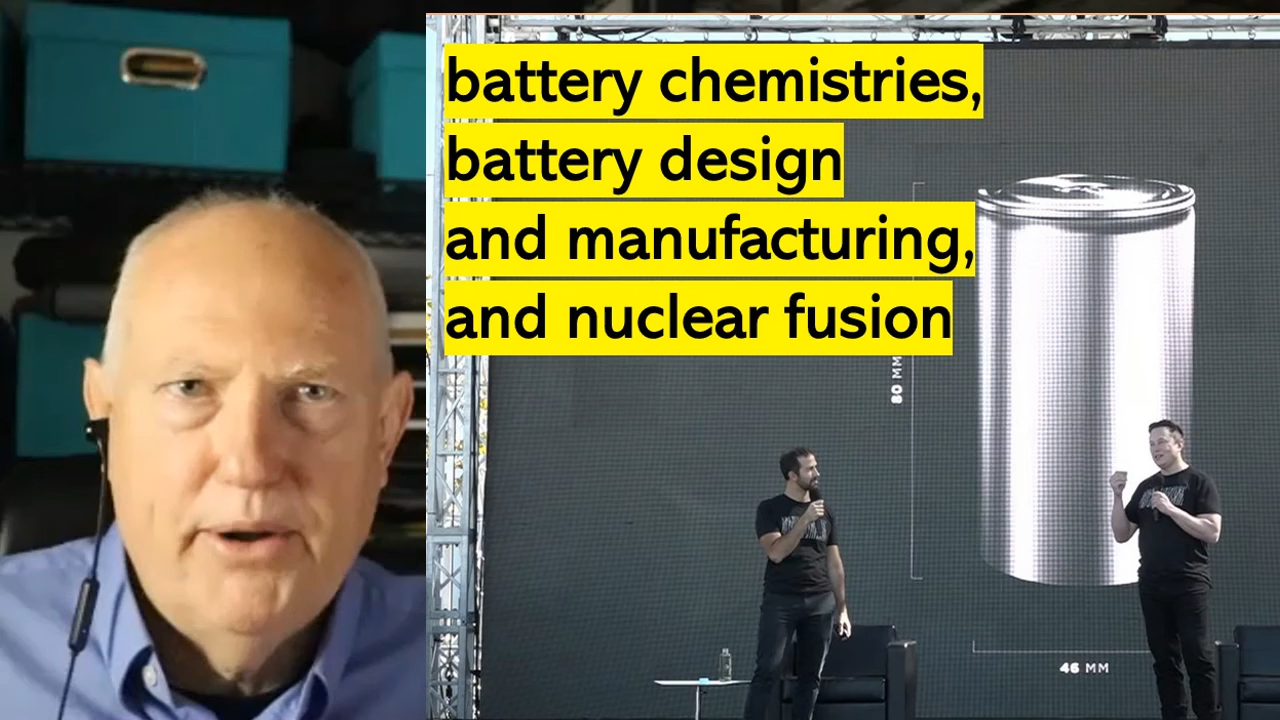 battery chemistries,
battery design
and manufacturing,
and nuclear fusion
80 MM
46 MM